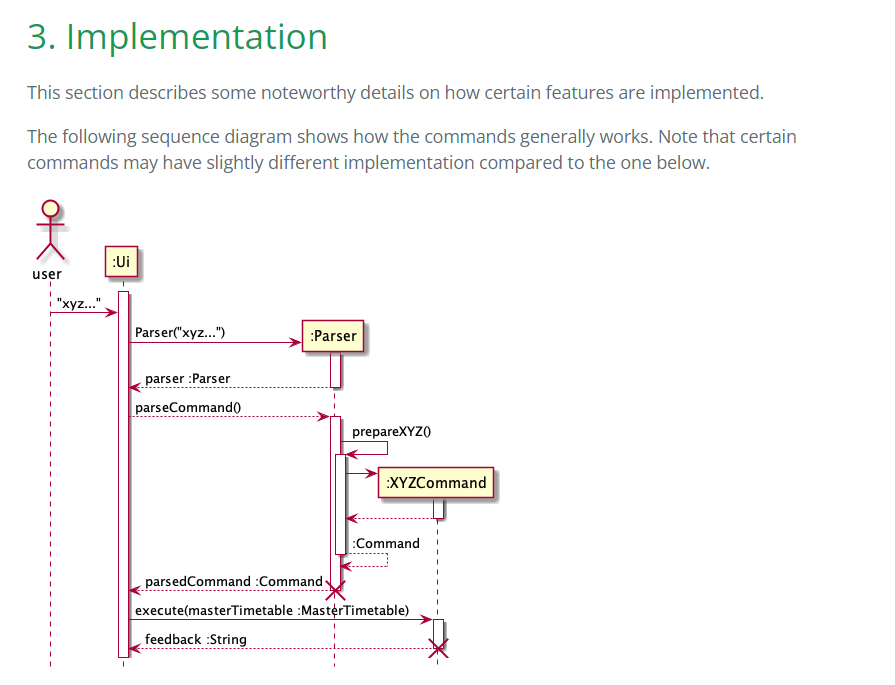 3. Implementation
This section describes some noteworthy details on how certain features are implemented.
The following sequence diagram shows how the commands generally works. Note that certain
commands may have slightly different implementation compared to the one below.
user
:Ui
"xyz..."
Parser("xyz...")
:Parser
parser :Parser
parseCommand()
prepareXYZ()
:XYZCommand
:Command
parsedCommand :Command
execute(masterTimetable :MasterTimetable)
feedback :String